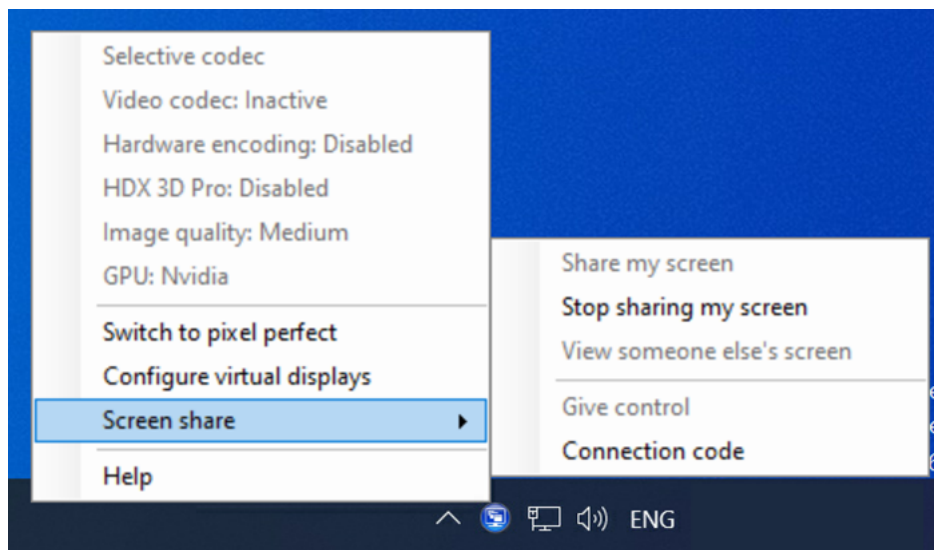 Selective codec
Video codec: Inactive
Hardware encoding: Disabled
HDX 3D Pro: Disabled
Image quality: Medium
GPU: Nvidia
Switch to pixel perfect
Configure virtual displays
Screen share
Help
Share my screen
Stop sharing my screen
View someone else's screen
Give control
Connection code
ENG